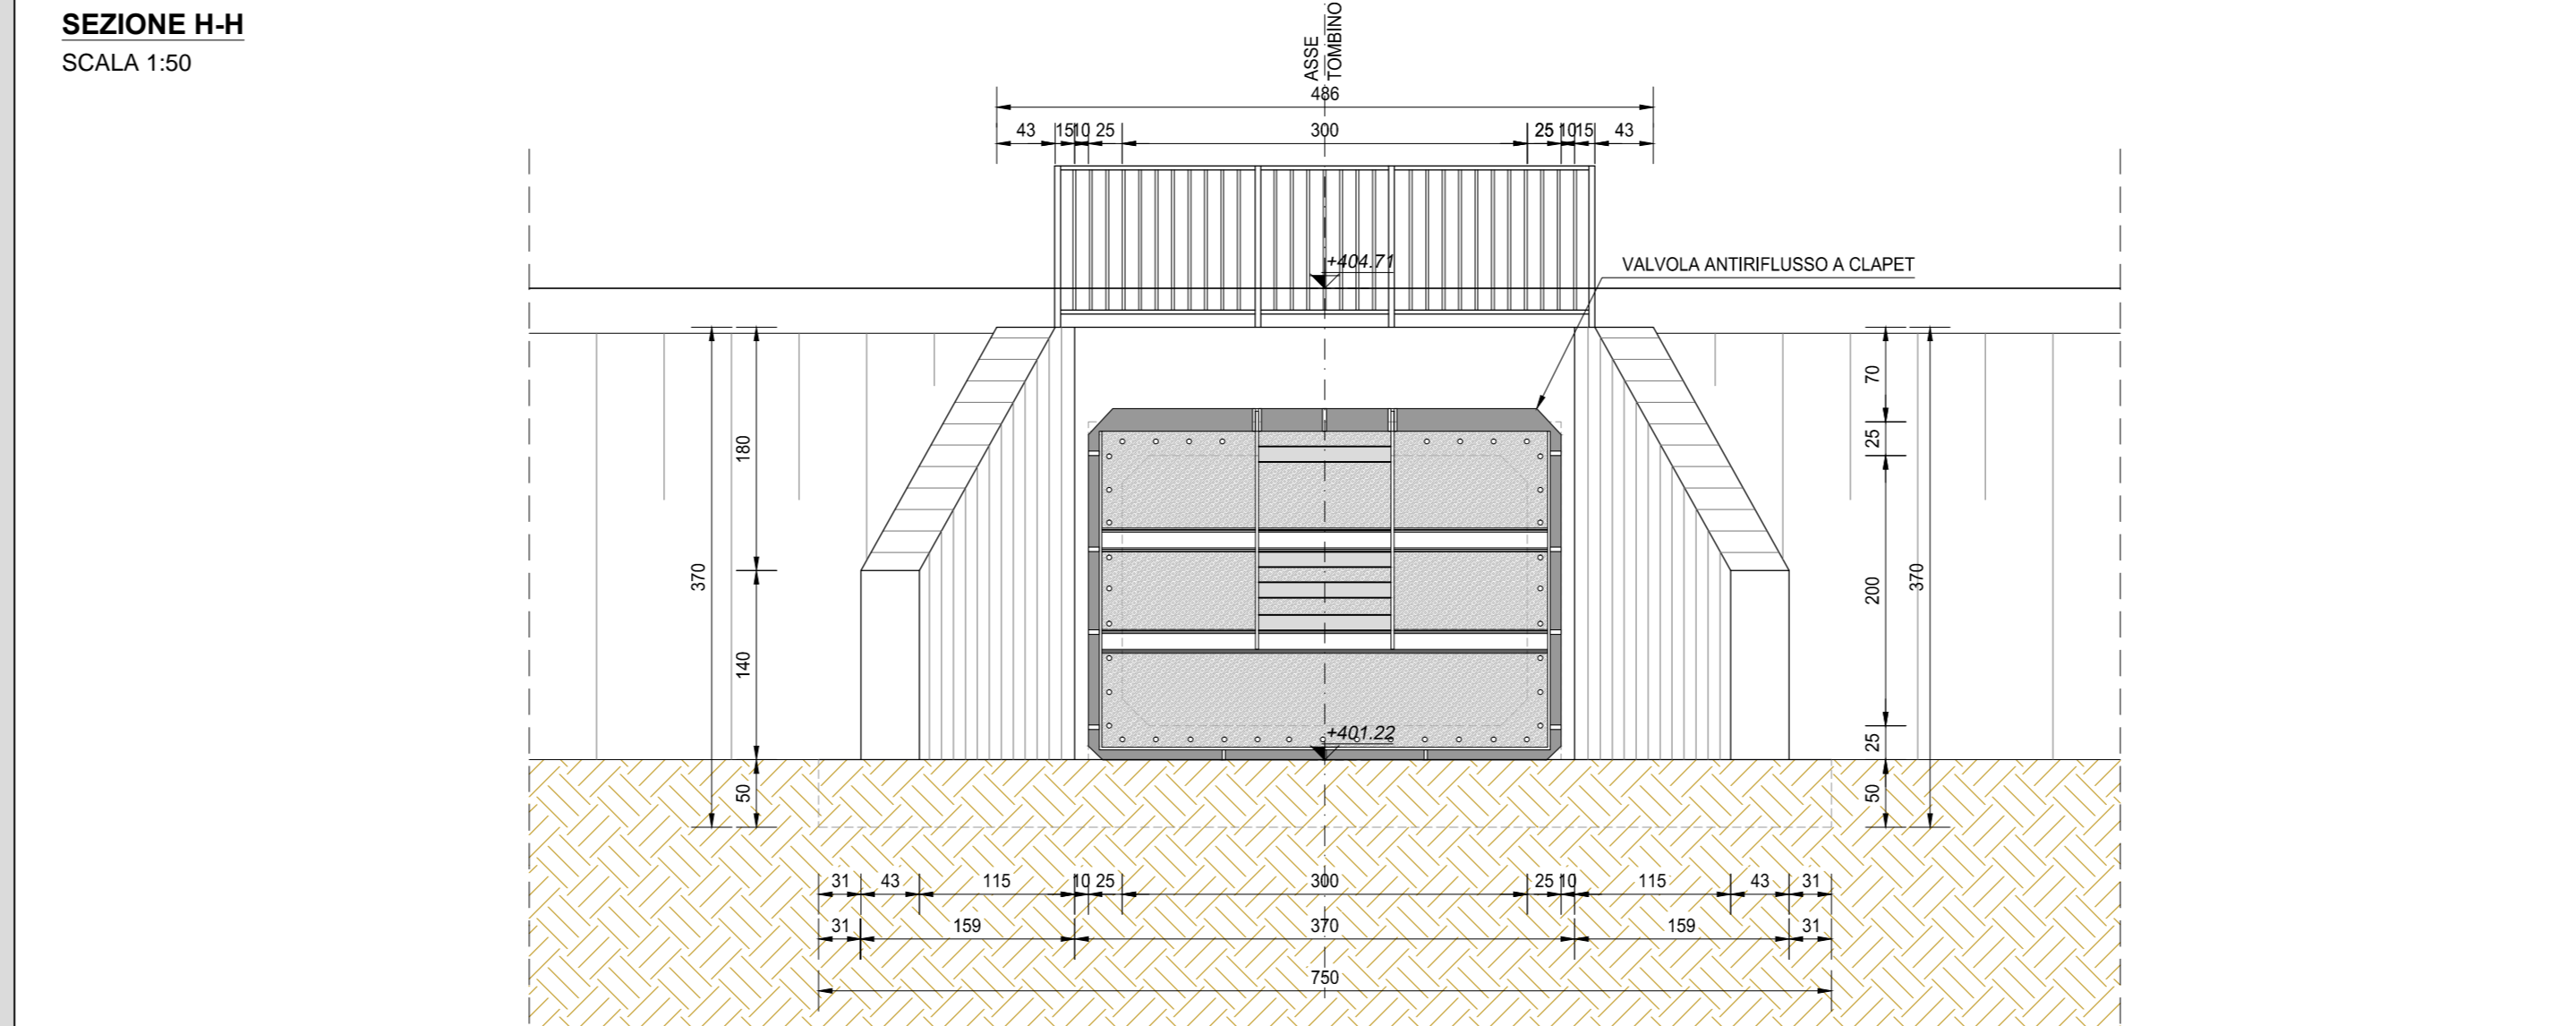 SEZIONE H-H
SCALA 1:50
ASSE
TOMBINO
486
43 15 10 25 300 25 10 15 43
+404.71
VALVOLA ANTIRIFLUSSO A CLAPET
370
180
140
50
70
25
200
25
50
370
+401.22
31 43 115 10 25 300 25 10 115 43 31
31 159 370 159 31
750